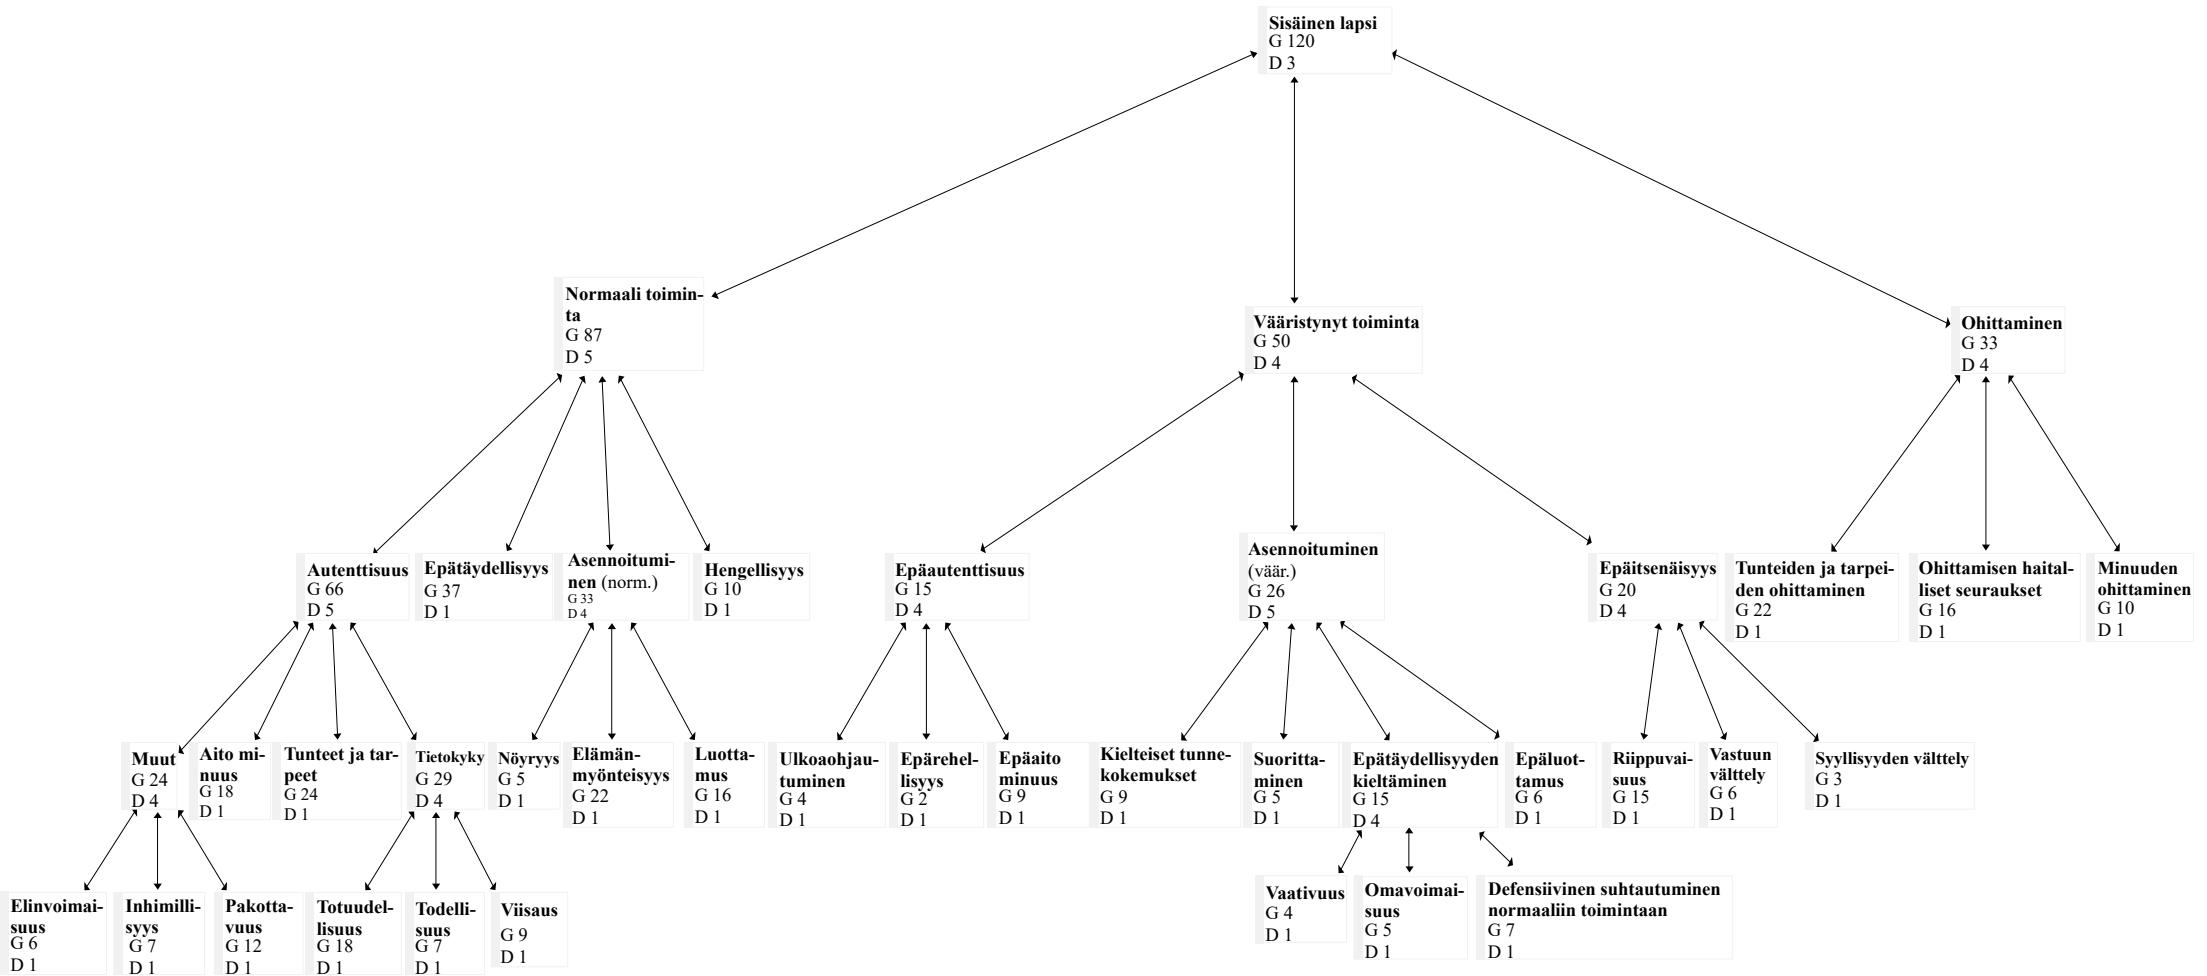 Sisäinen lapsi
G 120
D 3
Normaali toimin-
ta
G 87
D 5
Vääristynyt toiminta
G 50
D 4
Ohittaminen
G 33
D 4
Autenttisuus
G 66
D 5
Epätäydellisyys
G 37
D 1
Asennoitumi-
nen (norm.)
G 33
D 4
Hengellisyys
G 10
D 1
Epäautenttisuus
G 15
D 4
Asennoituminen
(väär.)
G 26
D 5
Epäitsenäisyys
G 20
D 4
Tunteiden ja tarpei-
den ohittaminen
G 22
D 1
Ohittamisen haital-
liset seuraukset
G 16
D 1
Minuuden
ohittaminen
G 10
D 1
Muut
G 24
D 4
Aito mi-
nuus
G 18
D 1
Tunteet ja tar-
peet
G 24
D 1
Tietokyky
G 29
D 4
Nöyryys
G 5
D 1
Elämän-
myönteisyys
G 22
D 1
Luotta-
mus
G 16
D 1
Ulkoaohjau-
tuminen
G 4
D 1
Epärehel-
lisyys
G 2
D 1
Epäaito
minuus
G 9
D 1
Kielteiset tunne-
kokemukset
G 9
D 1
Suoritta-
minen
G 5
D 1
Epätäydellisyyden
kieltäminen
G 15
D 4
Epäluot-
tamus
G 6
D 1
Riippuvai-
suus
G 15
D 1
Vastuun
välttely
G 6
D 1
Syyllisyyden välttely
G 3
D 1
Elinvoimai-
suus
G 6
D 1
Inhimilli-
syys
G 7
D 1
Pakotta-
vuus
G 12
D 1
Totuudel-
lisuus
G 18
D 1
Todelli-
suus
G 7
D 1
Viisaus
G 9
D 1
Vaativuus
G 4
D 1
Omavoimai-
suus
G 5
D 1
Defensiivinen suhtautuminen
normaaliin toimintaan
G 7
D 1